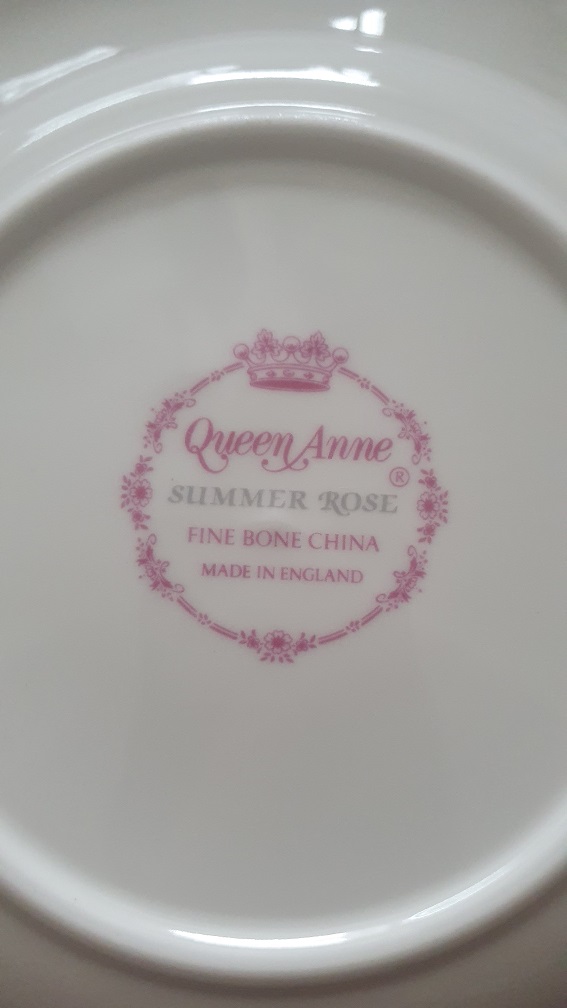 Queen Anne
®
SUMMER ROSE
FINE BONE CHINA
MADE IN ENGLAND